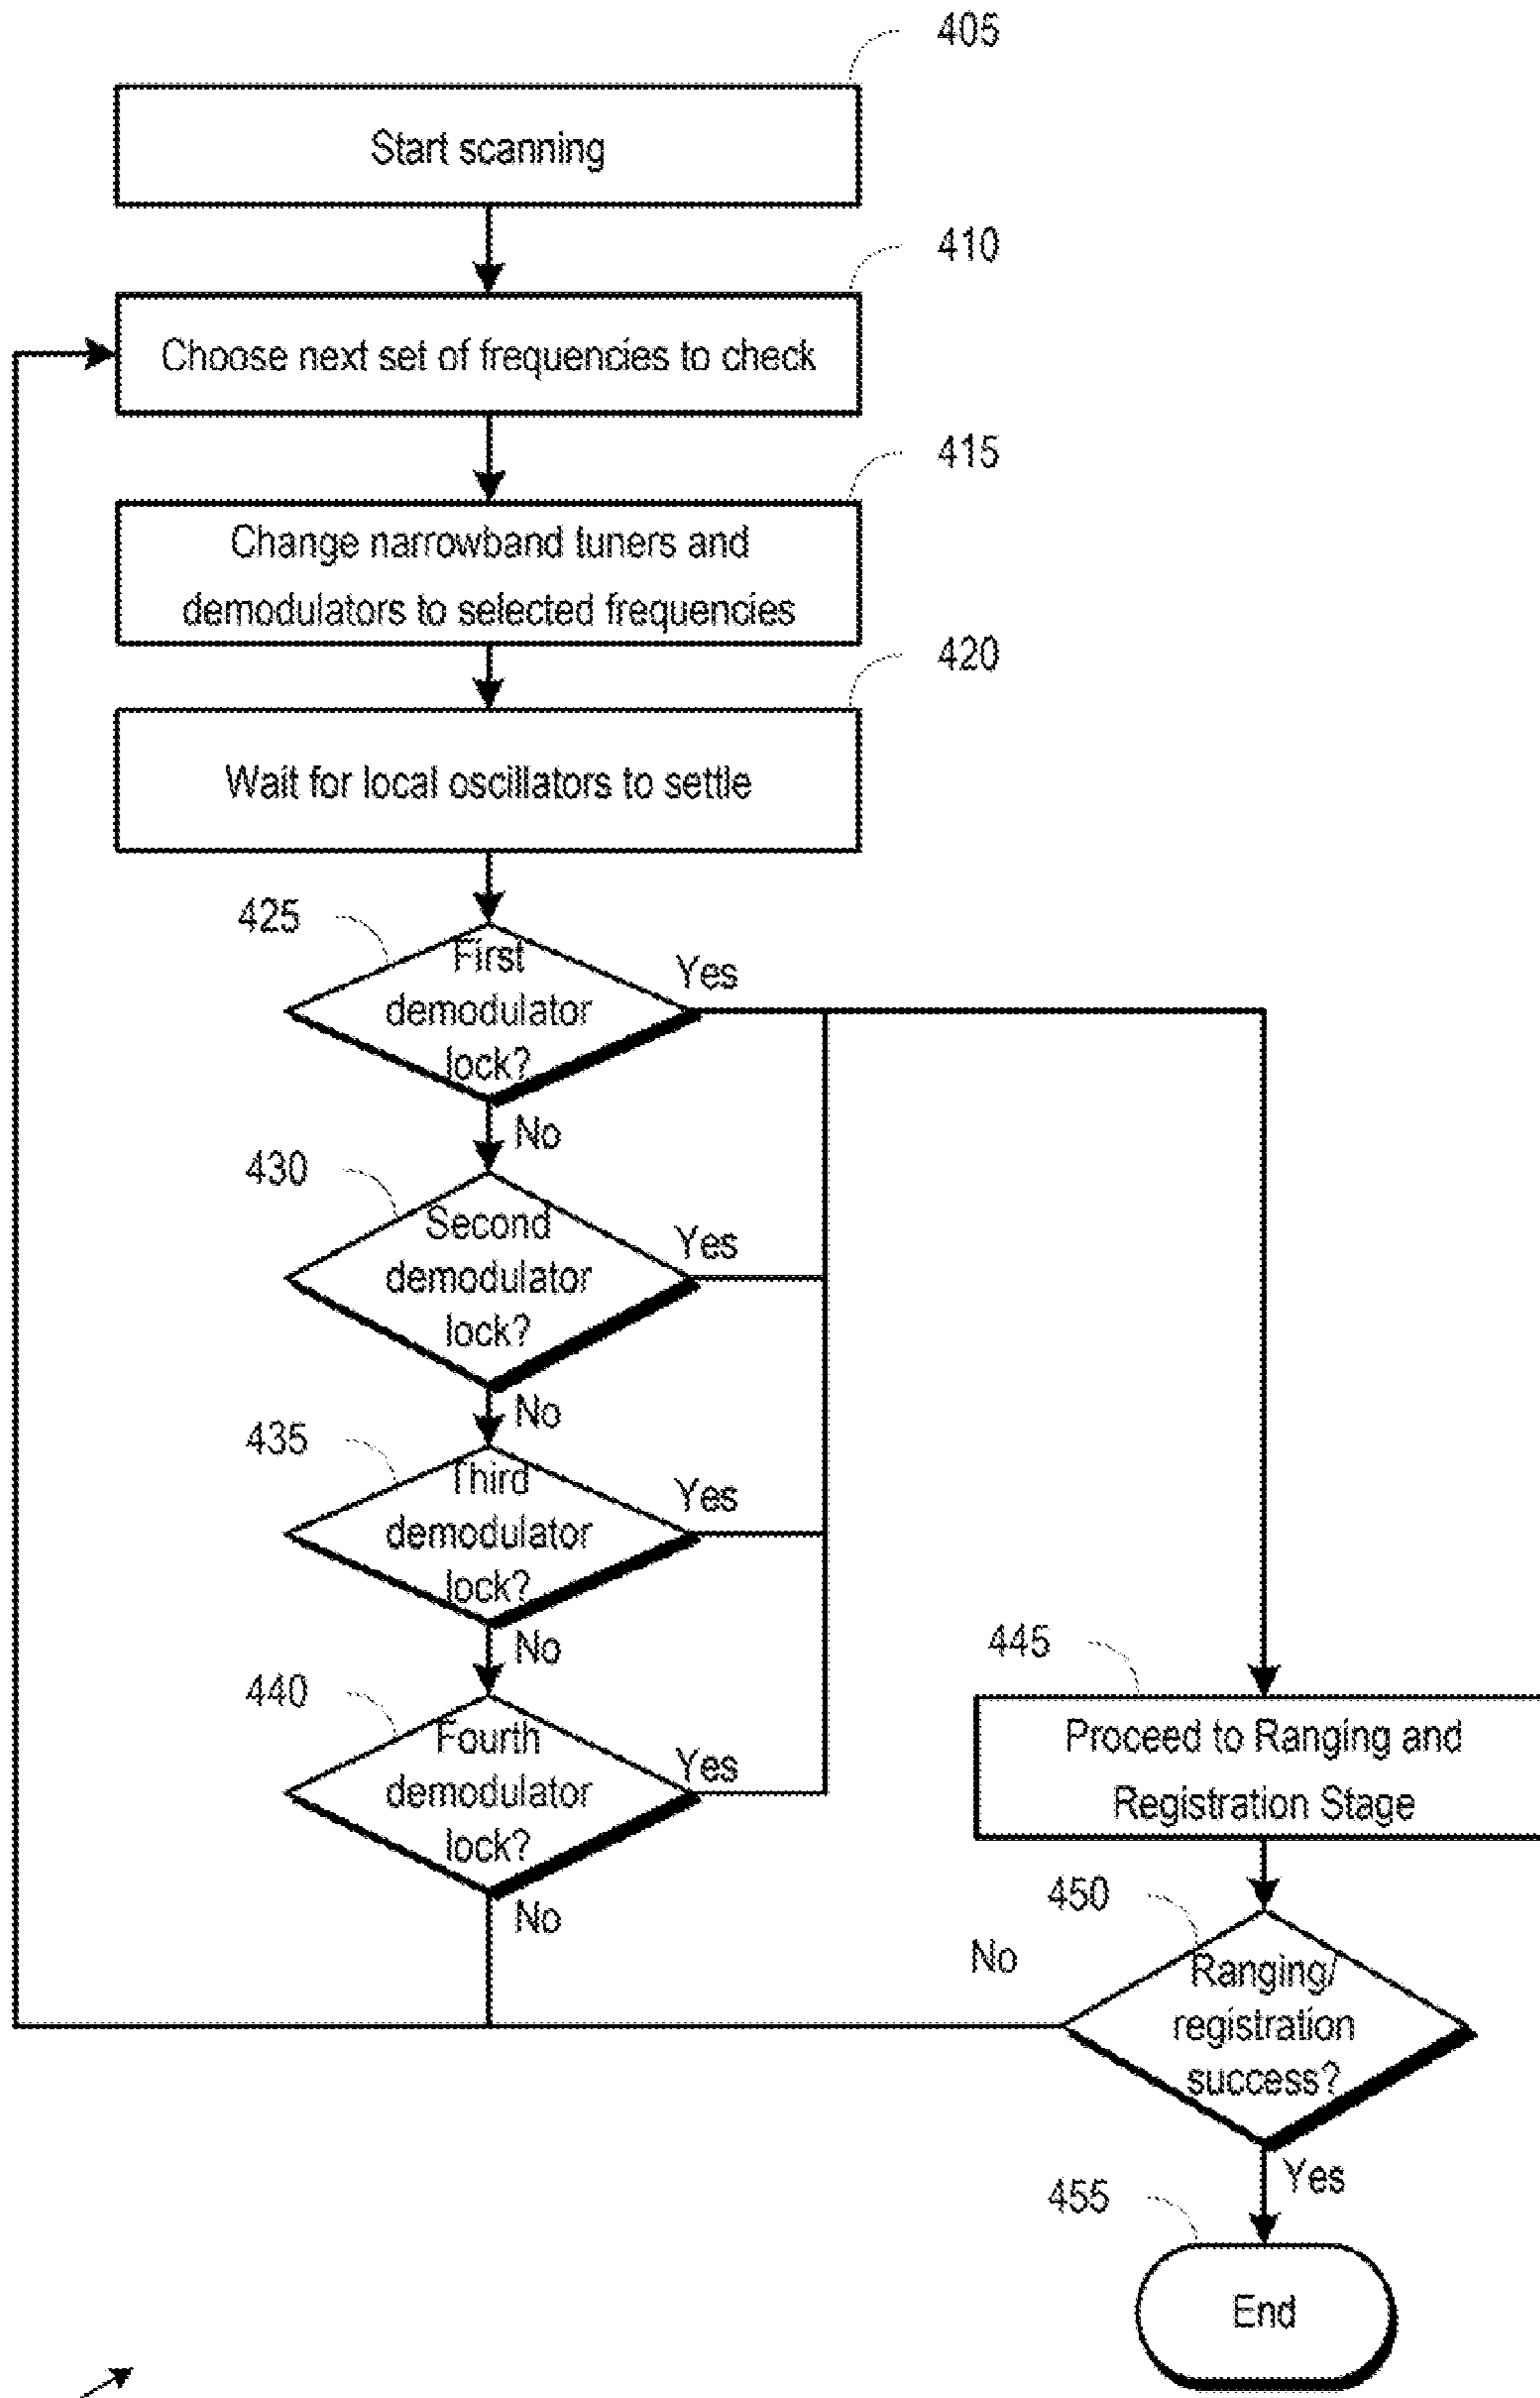 405
Start scanning
410
Choose next set of frequencies to check
415
Change narrowband tuners and
demodulators to selected frequencies
420
Wait for local oscillators to settle
425
First
demodulator
lock?
Yes
No
430
Second
demodulator
lock?
Yes
No
435
Third
demodulator
lock?
Yes
No
440
Fourth
demodulator
lock?
Yes
No
445
Proceed to Ranging and
Registration Stage
450
No
Ranging/
registration
success?
Yes
455
End